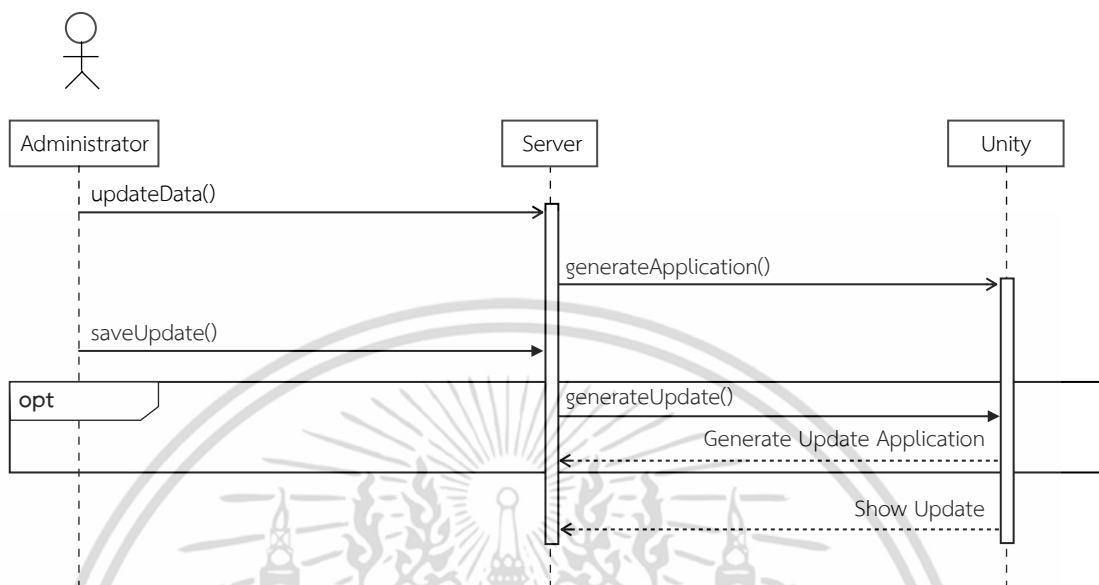 Administrator
Server
Unity
updateData()
generateApplication()
saveUpdate()
opt
generateUpdate()
Generate Update Application
Show Update